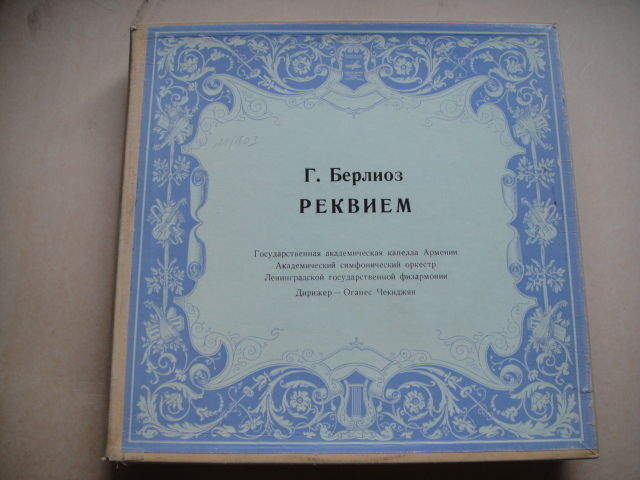 Г. Берлиоз
РЕКВИЕМ
Государственная академическая капелла Армении
Академический симфонический оркестр
Ленинградской государственной филармонии
Дирижер — Оганес Чекиджян